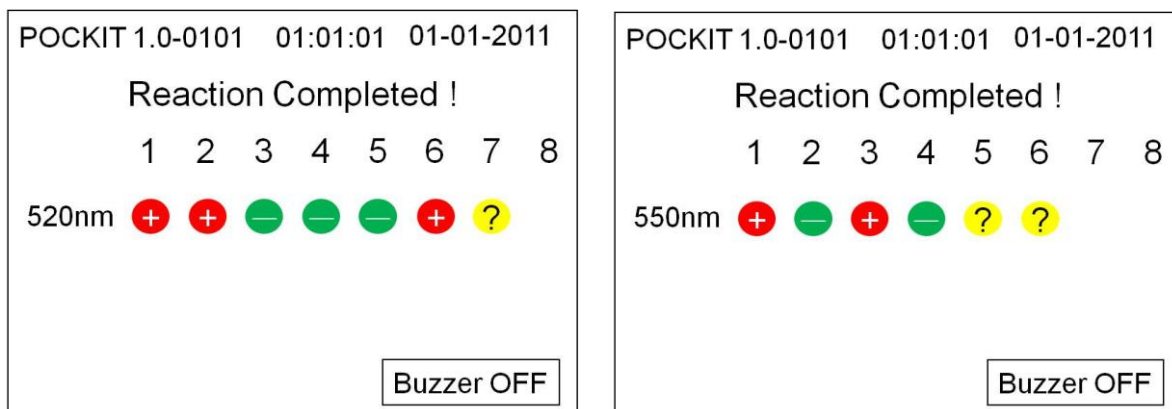 POCKIT 1.0-0101 01:01:01 01-01-2011
Reaction Completed !
1 2 3 4 5 6 7 8
520nm + + — — — + ?
Buzzer OFF
POCKIT 1.0-0101 01:01:01 01-01-2011
Reaction Completed !
1 2 3 4 5 6 7 8
550nm + — + — ? ?
Buzzer OFF